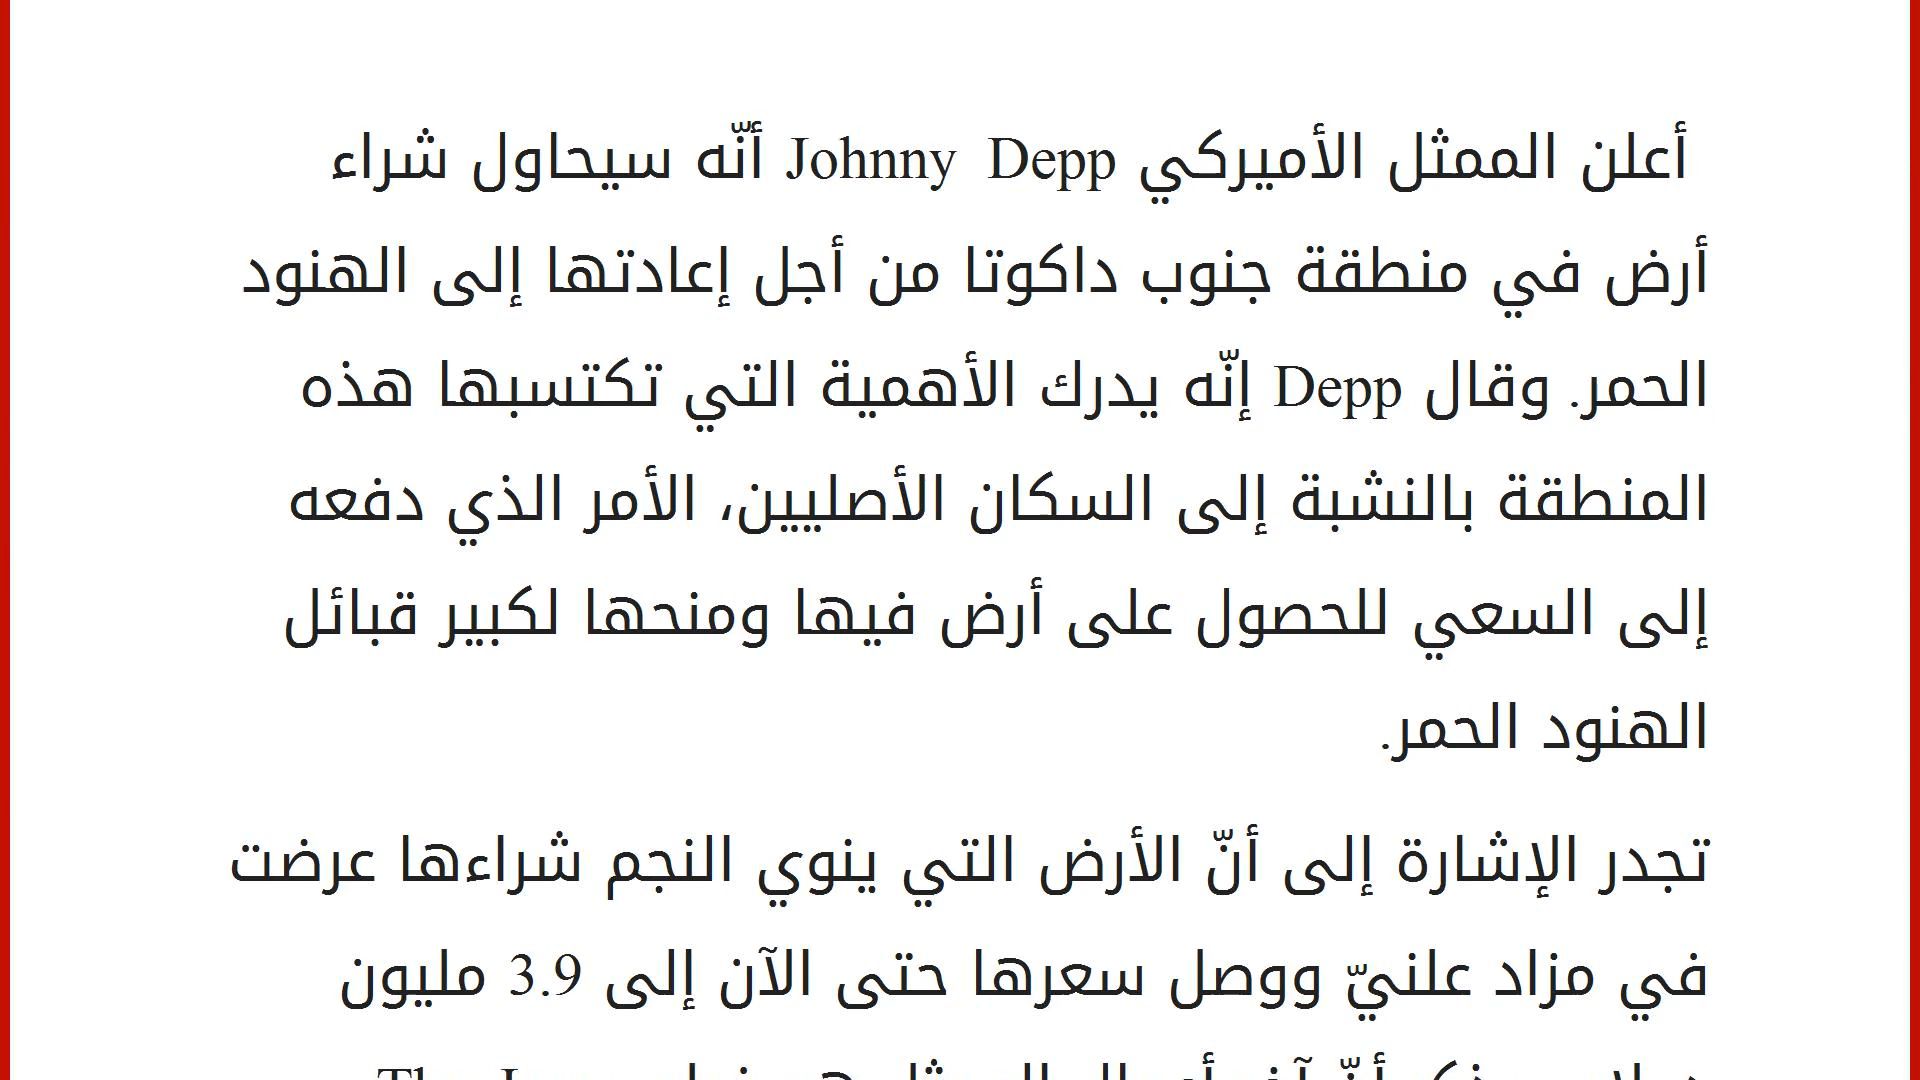 أعلن الممثل الأميركي Johnny Depp أنّه سيحاول شراء
أرض في منطقة جنوب داكوتا من أجل إعادتها إلى الهنود
الحمر. وقال Depp إنّه يدرك الأهمية التي تكتسبها هذه
المنطقة بالنشبة إلى السكان الأصليين، الأمر الذي دفعه
إلى السعي للحصول على أرض فيها ومنحها لكبير قبائل
الهنود الحمر.
تجدر الإشارة إلى أنّ الأرض التي ينوي النجم شراءها عرضت
في مزاد علنيّ ووصل سعرها حتى الآن إلى 3.9 مليون